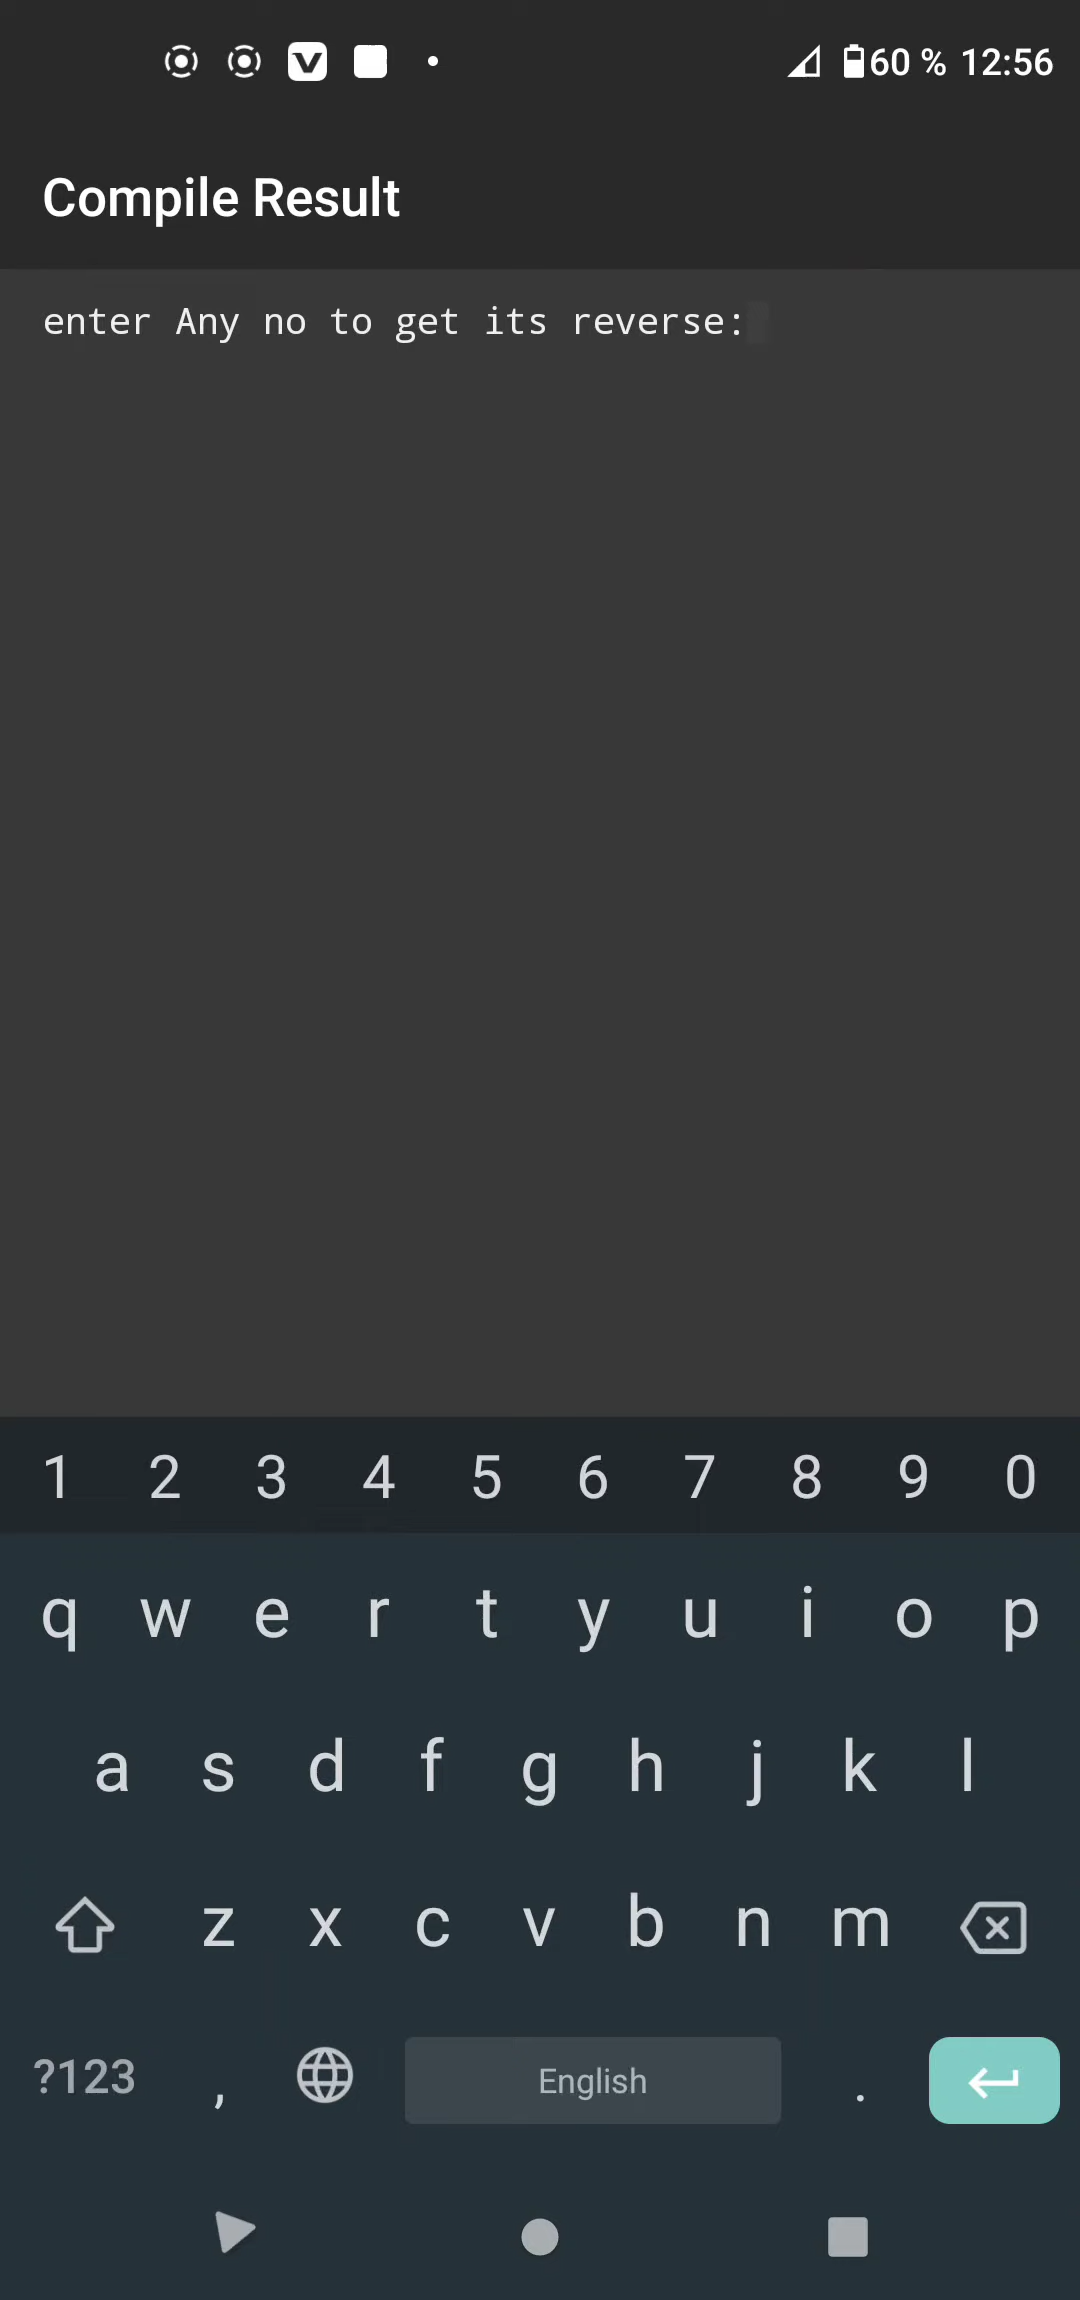 60 % 12:56
Compile Result
enter Any no to get its reverse:
1 2 3 4 5 6 7 8 9 0
q w e r t y u i o p
a s d f g h j k l
z x c v b n m
?123 , English .